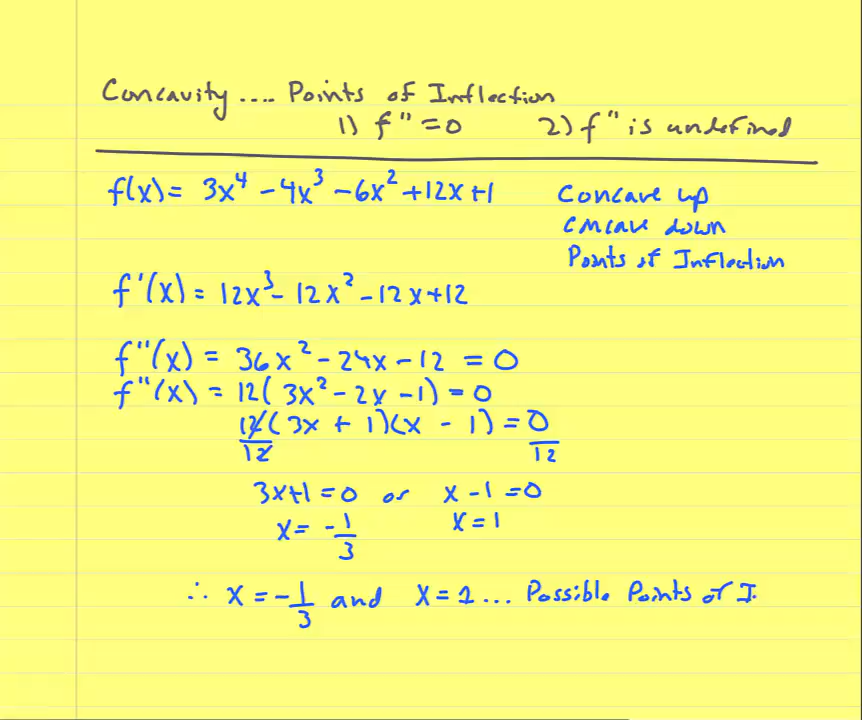 Concavity .... Points of Inflection
1) f" = 0 2) f" is undefined
f(x) = 3x⁴ - 4x³ - 6x² + 12x + 1
Concave up
Concave down
Points of Inflection
f'(x) = 12x³ - 12x² - 12x + 12
f"(x) = 36x² - 24x - 12 = 0
f"(x) = 12(3x² - 2x - 1) = 0
12(3x + 1)(x - 1) = 0
12 12
3x+1 = 0 or x - 1 = 0
x = -1/3 x = 1
∴ x = -1/3 and x = 1 ... Possible Points of I.